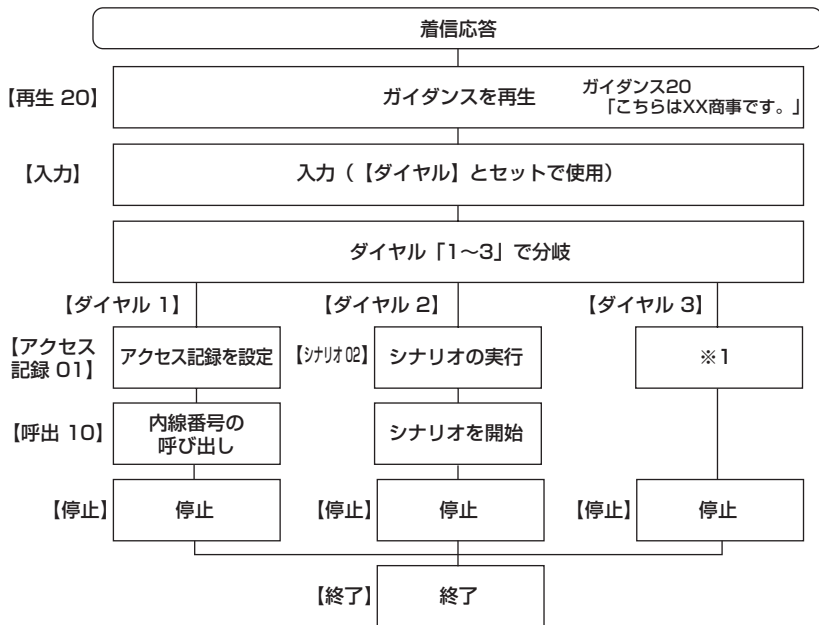 着信応答
【再生 20】
ガイダンスを再生
ガイダンス20
「こちらはXX商事です。」
【入力】
入力（【ダイヤル】とセットで使用）
ダイヤル「1〜3」で分岐
【ダイヤル 1】
【ダイヤル 2】
【ダイヤル 3】
【アクセス
記録 01】
アクセス記録を設定
【シナリオ 02】
シナリオの実行
※1
【呼出 10】
内線番号の
呼び出し
シナリオを開始
【停止】
停止
【停止】
停止
【停止】
停止
【終了】
終了